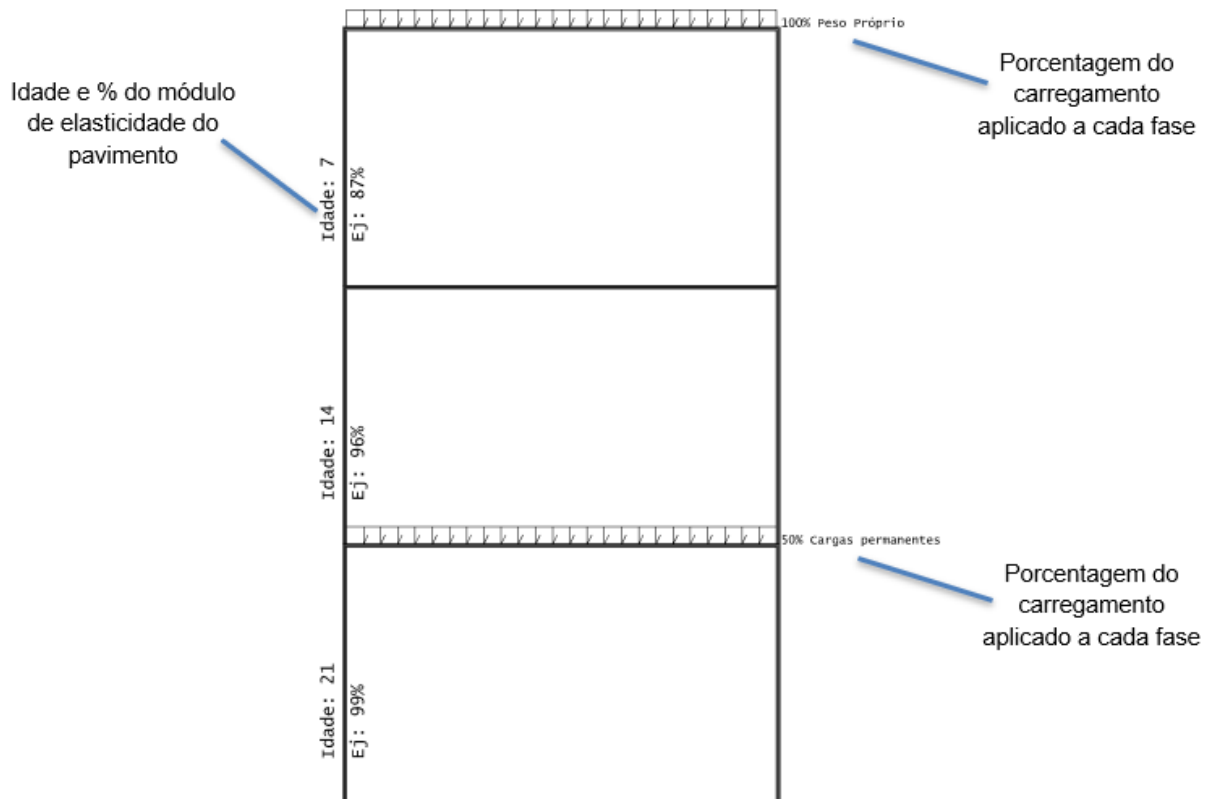 100% Peso Próprio
Porcentagem do
carregamento
aplicado a cada fase
Idade e % do módulo
de elasticidade do
pavimento
Idade: 7
Ej: 87%
Idade: 14
Ej: 96%
50% Cargas permanentes
Porcentagem do
carregamento
aplicado a cada fase
Idade: 21
Ej: 99%